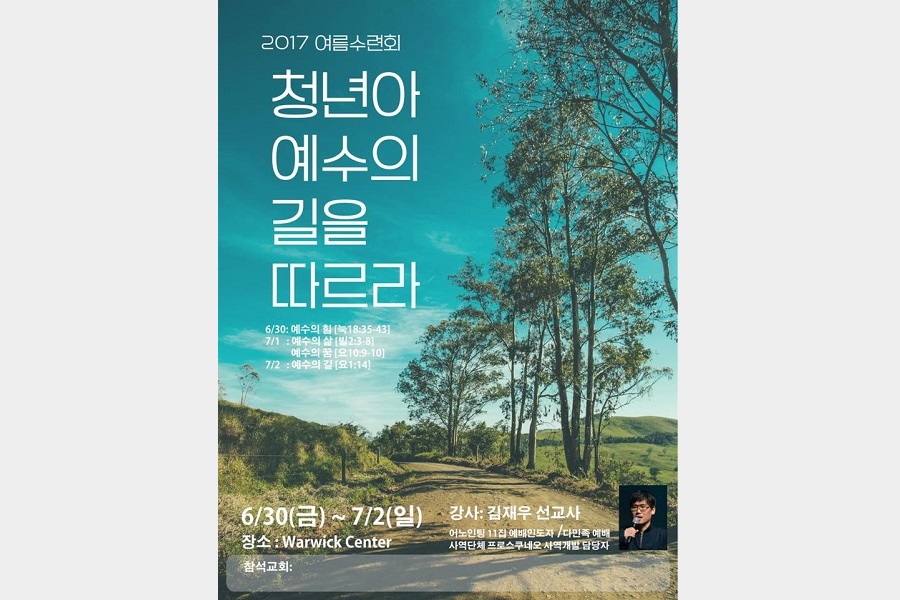 2017 여름수련회
청년아
예수의
길을
따르라
6/30: 예수의 힘 [눅18:35-43]
7/1 : 예수의 삶 [빌2:3-8]
예수의 꿈 [요10:9-10]
7/2 : 예수의 길 [요1:14]
6/30(금) ~ 7/2(일)
장소 : Warwick Center
강사: 김재우 선교사
어노인팅 11집 예배인도자 /다민족 예배
사역단체 프로스쿠네오 사역개발 담당자
참석교회: